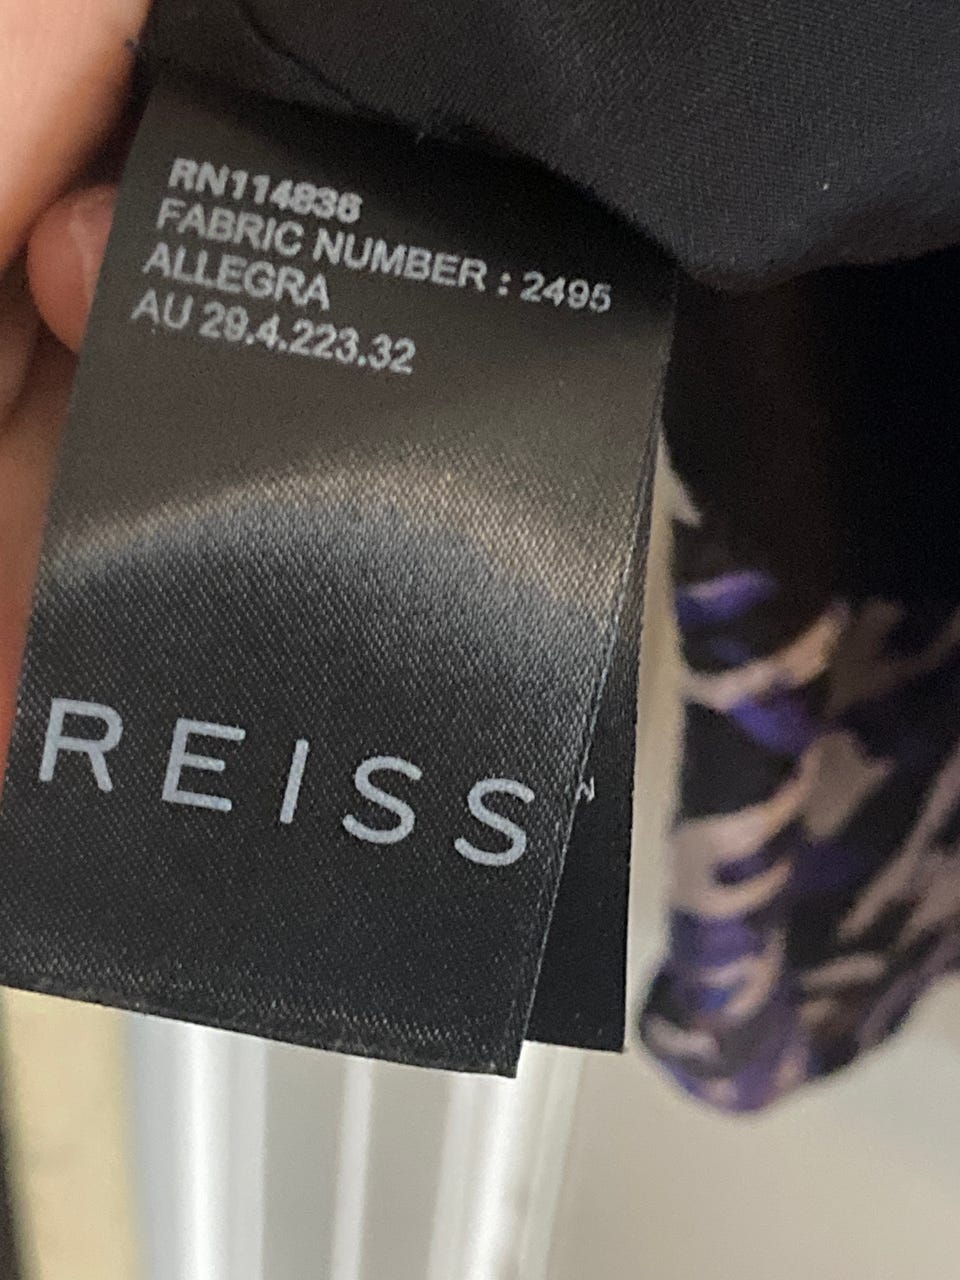 RN114836
FABRIC NUMBER : 2495
ALLEGRA
AU 29.4.223.32
REISS